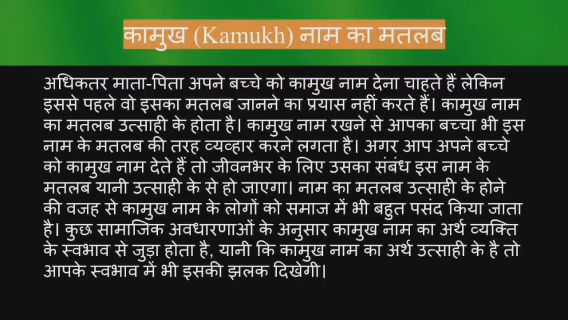 कामुख (Kamukh) नाम का मतलब
अधिकतर माता-पिता अपने बच्चे को कामुख नाम देना चाहते हैं लेकिन
इससे पहले वो इसका मतलब जानने का प्रयास नहीं करते हैं। कामुख नाम
का मतलब उत्साही के होता है। कामुख नाम रखने से आपका बच्चा भी इस
नाम के मतलब की तरह व्यव्हार करने लगता है। अगर आप अपने बच्चे
को कामुख नाम देते हैं तो जीवनभर के लिए उसका संबंध इस नाम के
मतलब यानी उत्साही के से हो जाएगा। नाम का मतलब उत्साही के होने
की वजह से कामुख नाम के लोगों को समाज में भी बहुत पसंद किया जाता
है। कुछ सामाजिक अवधारणाओं के अनुसार कामुख नाम का अर्थ व्यक्ति
के स्वभाव से जुड़ा होता है, यानी कि कामुख नाम का अर्थ उत्साही के है तो
आपके स्वभाव में भी इसकी झलक दिखेगी।